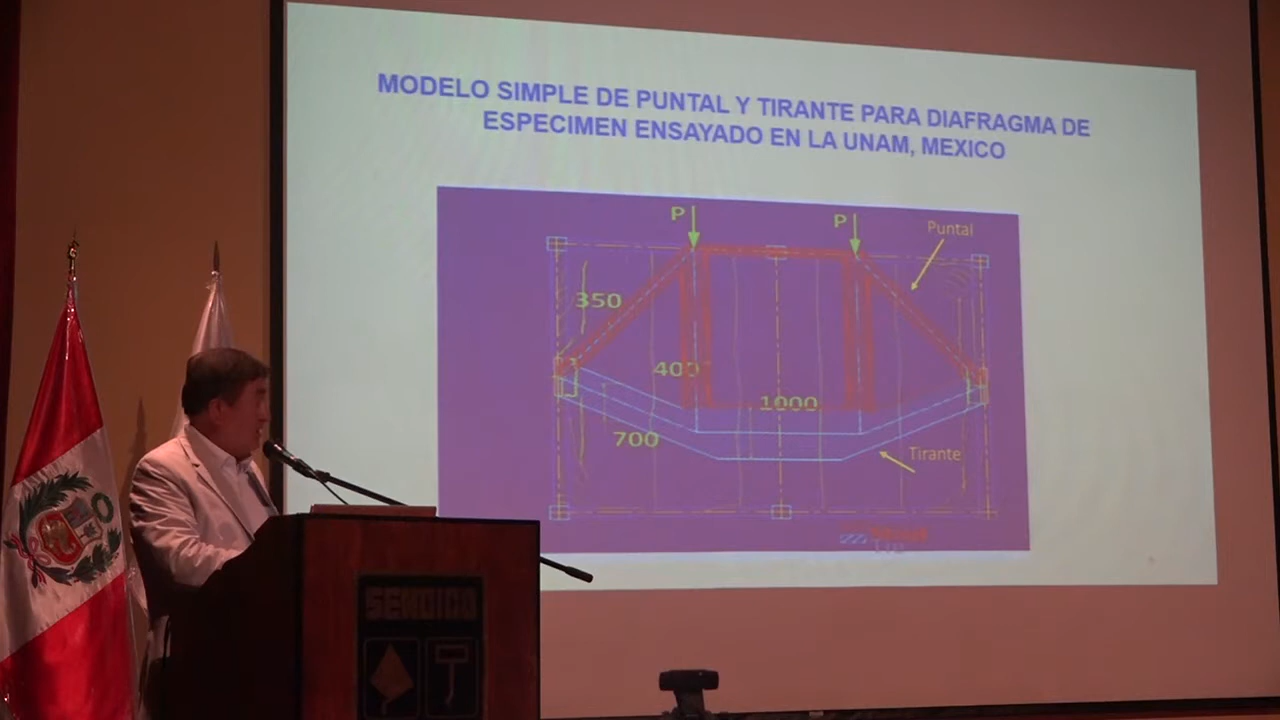 MODELO SIMPLE DE PUNTAL Y TIRANTE PARA DIAFRAGMA DE
ESPECIMEN ENSAYADO EN LA UNAM, MEXICO
P
P
Puntal
350
400
1000
700
Tirante
SENCICO